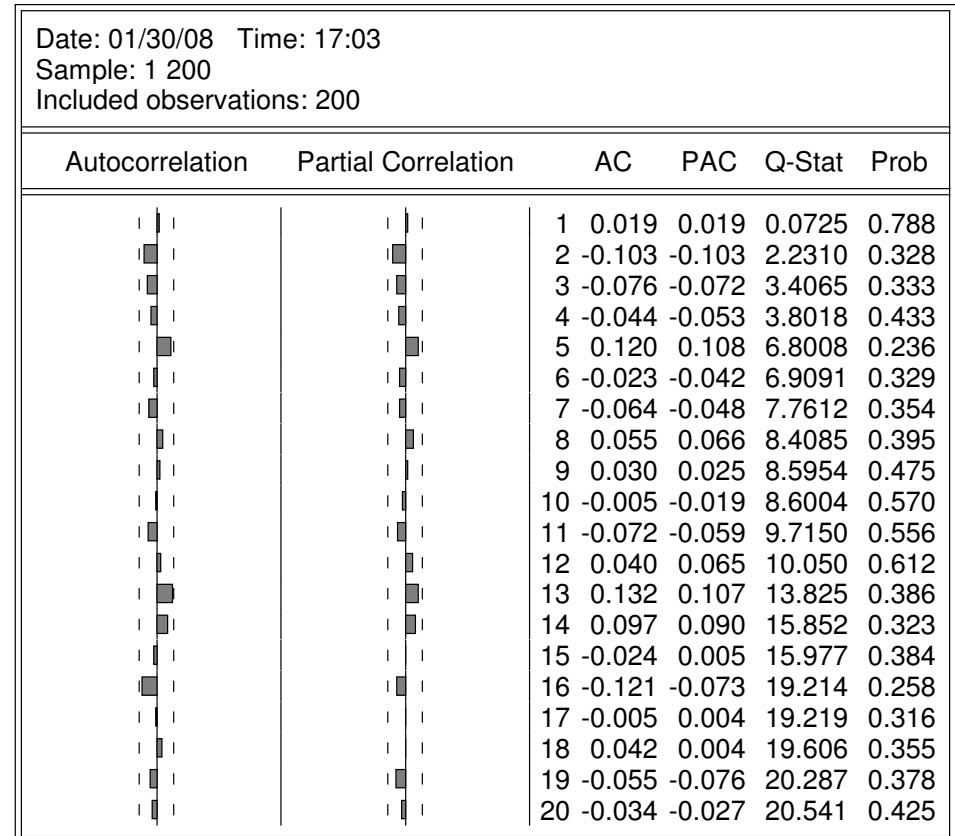 Date: 01/30/08 Time: 17:03
Sample: 1 200
Included observations: 200
Autocorrelation Partial Correlation AC PAC Q-Stat Prob
1 0.019 0.019 0.0725 0.788
2 -0.103 -0.103 2.2310 0.328
3 -0.076 -0.072 3.4065 0.333
4 -0.044 -0.053 3.8018 0.433
5 0.120 0.108 6.8008 0.236
6 -0.023 -0.042 6.9091 0.329
7 -0.064 -0.048 7.7612 0.354
8 0.055 0.066 8.4085 0.395
9 0.030 0.025 8.5954 0.475
10 -0.005 -0.019 8.6004 0.570
11 -0.072 -0.059 9.7150 0.556
12 0.040 0.065 10.050 0.612
13 0.132 0.107 13.825 0.386
14 0.097 0.090 15.852 0.323
15 -0.024 0.005 15.977 0.384
16 -0.121 -0.073 19.214 0.258
17 -0.005 0.004 19.219 0.316
18 0.042 0.004 19.606 0.355
19 -0.055 -0.076 20.287 0.378
20 -0.034 -0.027 20.541 0.425